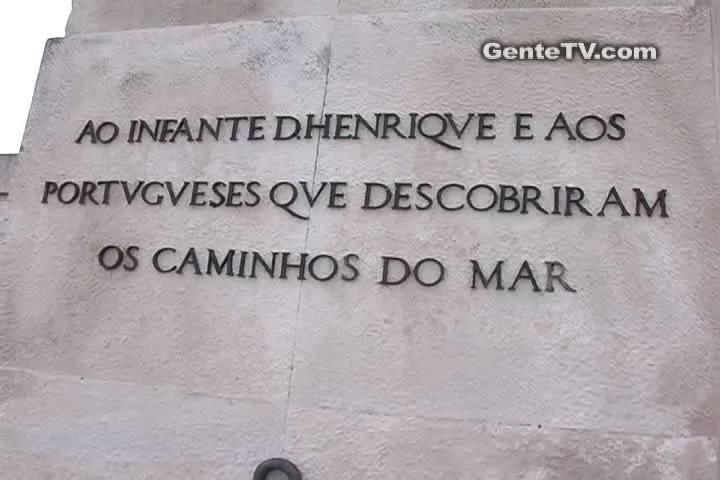 GenteTV.com
AO INFANTE D.HENRIQVE E AOS
PORTVGVESES QVE DESCOBRIRAM
OS CAMINHOS DO MAR